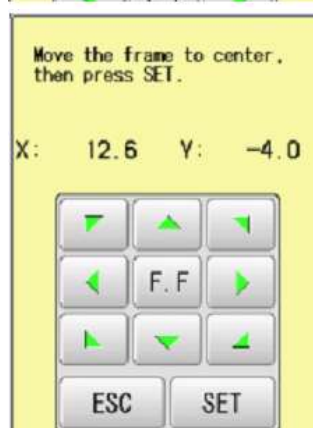 Move the frame to center,
then press SET.
X: 12.6 Y: -4.0
F.F
ESC SET